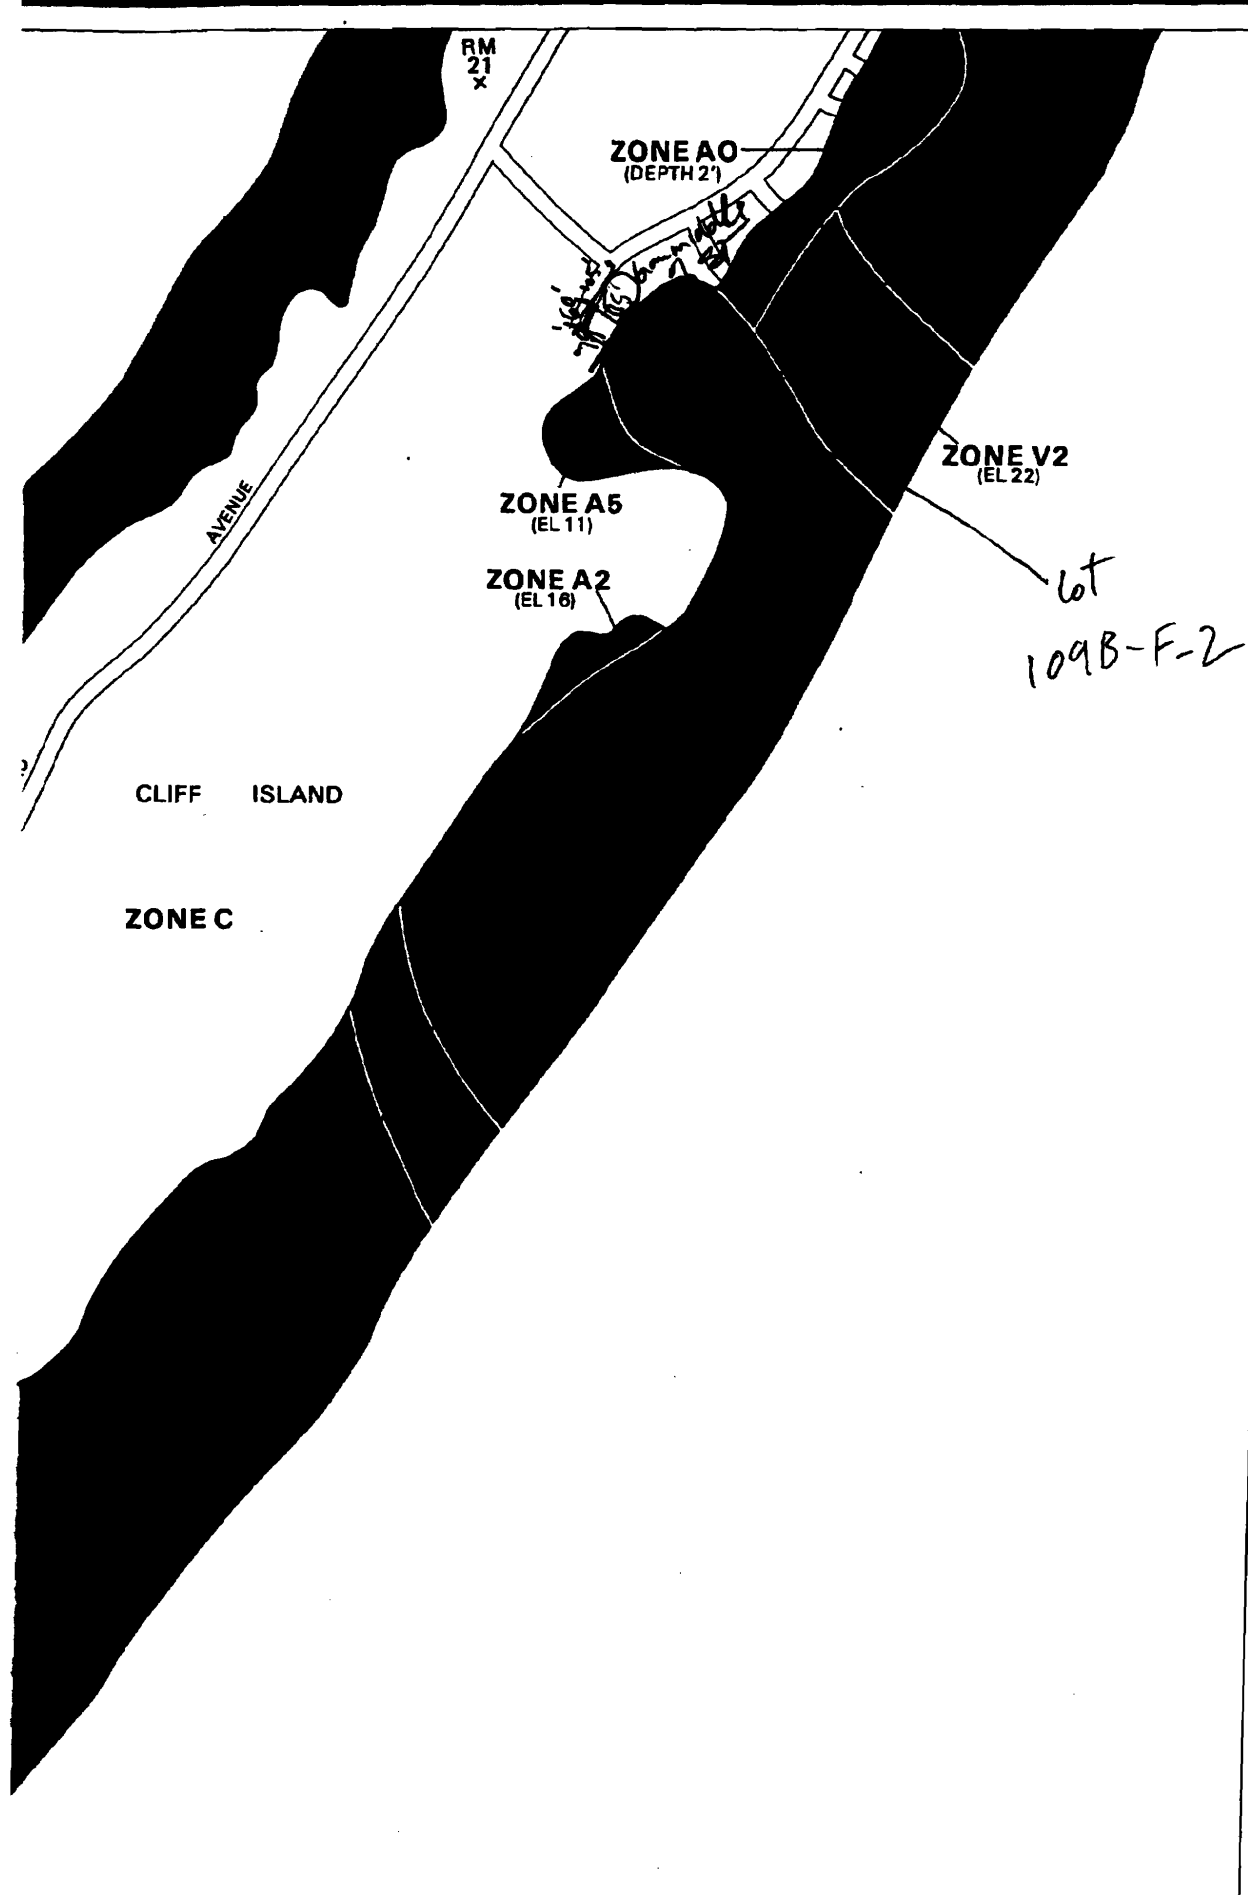 RM
21
×
ZONE AO
(DEPTH 2')
middle
ZONE V2
(EL 22)
ZONE A5
(EL 11)
AVENUE
ZONE A2
(EL 16)
Lot
109B-F-2
CLIFF ISLAND
ZONE C